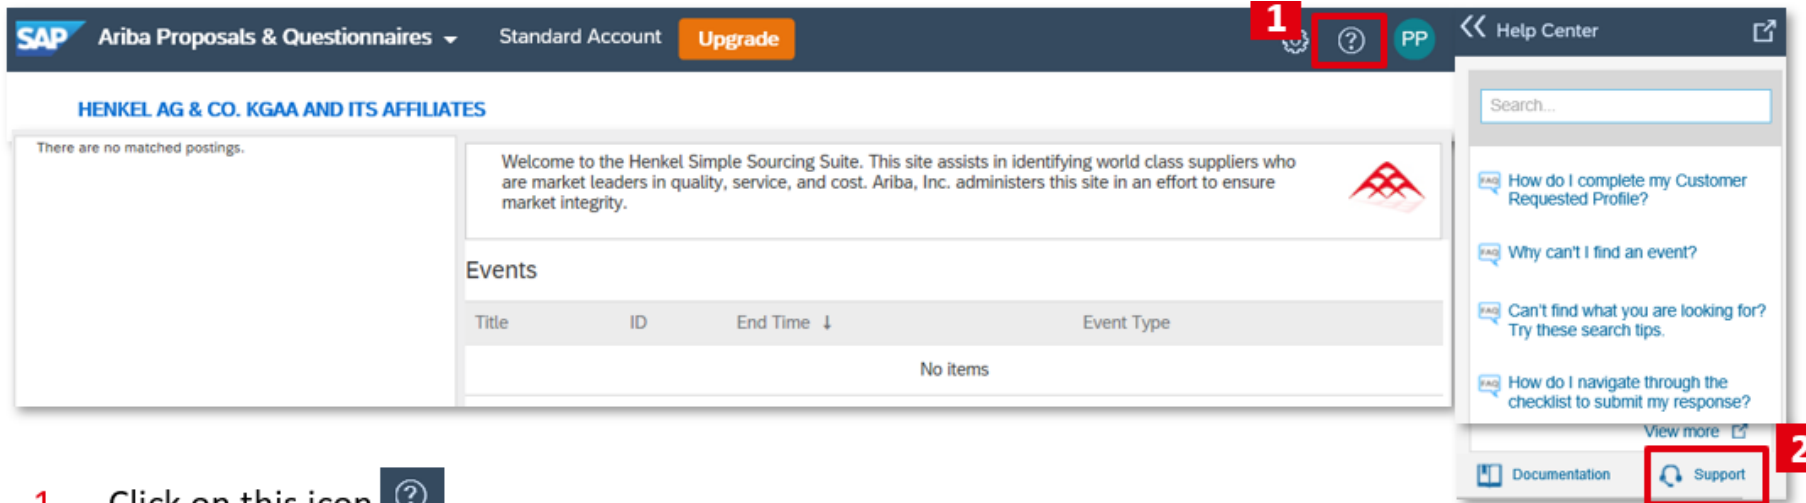 SAP Ariba Proposals & Questionnaires Standard Account Upgrade 1 ? PP
HENKEL AG & CO. KGAA AND ITS AFFILIATES
There are no matched postings.
Welcome to the Henkel Simple Sourcing Suite. This site assists in identifying world class suppliers who
are market leaders in quality, service, and cost. Ariba, Inc. administers this site in an effort to ensure
market integrity.
Events
Title ID End Time ↓ Event Type
No items
Help Center
Search...
FAQ How do I complete my Customer
Requested Profile?
FAQ Why can't I find an event?
FAQ Can't find what you are looking for?
Try these search tips.
FAQ How do I navigate through the
checklist to submit my response?
View more
2
Documentation Support
1 Click on this icon ?